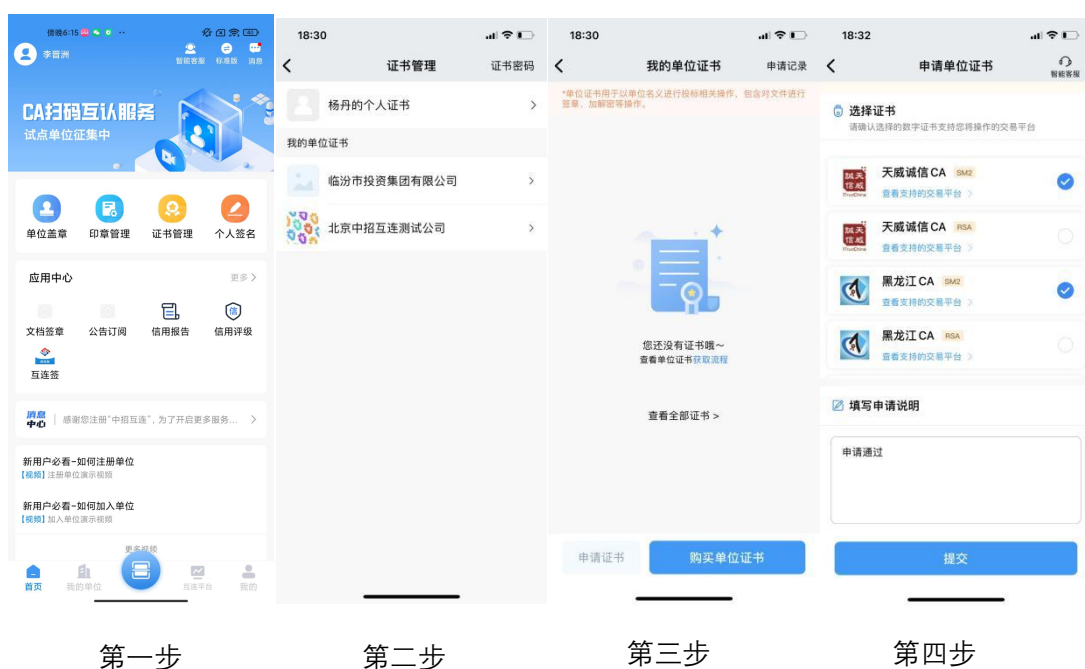 傍晚6:15
李晋洲
智能客服 标准版 消息
CA扫码互认服务
试点单位征集中
单位盖章 印章管理 证书管理 个人签名
应用中心 更多 >
文档签章 公告订阅 信用报告 信用评级
互连签
消息中心 感谢您注册“中招互连”, 为了开启更多服务... >
新用户必看-如何注册单位
【视频】注册单位演示视频
新用户必看-如何加入单位
【视频】加入单位演示视频
更多视频
首页 我的单位 互连平台 我的
第一步
18:30
证书管理 证书密码
杨丹的个人证书
我的单位证书
临汾市投资集团有限公司
北京中招互连测试公司
第二步
18:30
我的单位证书 申请记录
*单位证书用于以单位名义进行投标相关操作，包含对文件进行
签章、加解密等操作。
您还没有证书哦~
查看单位证书获取流程
查看全部证书 >
申请证书 购买单位证书
第三步
18:32
申请单位证书 智能客服
选择证书
请确认选择的数字证书支持您将操作的交易平台
天威诚信CA SM2
查看支持的交易平台 >
天威诚信CA RSA
查看支持的交易平台 >
黑龙江CA SM2
查看支持的交易平台 >
黑龙江CA RSA
查看支持的交易平台 >
填写申请说明
申请通过
提交
第四步